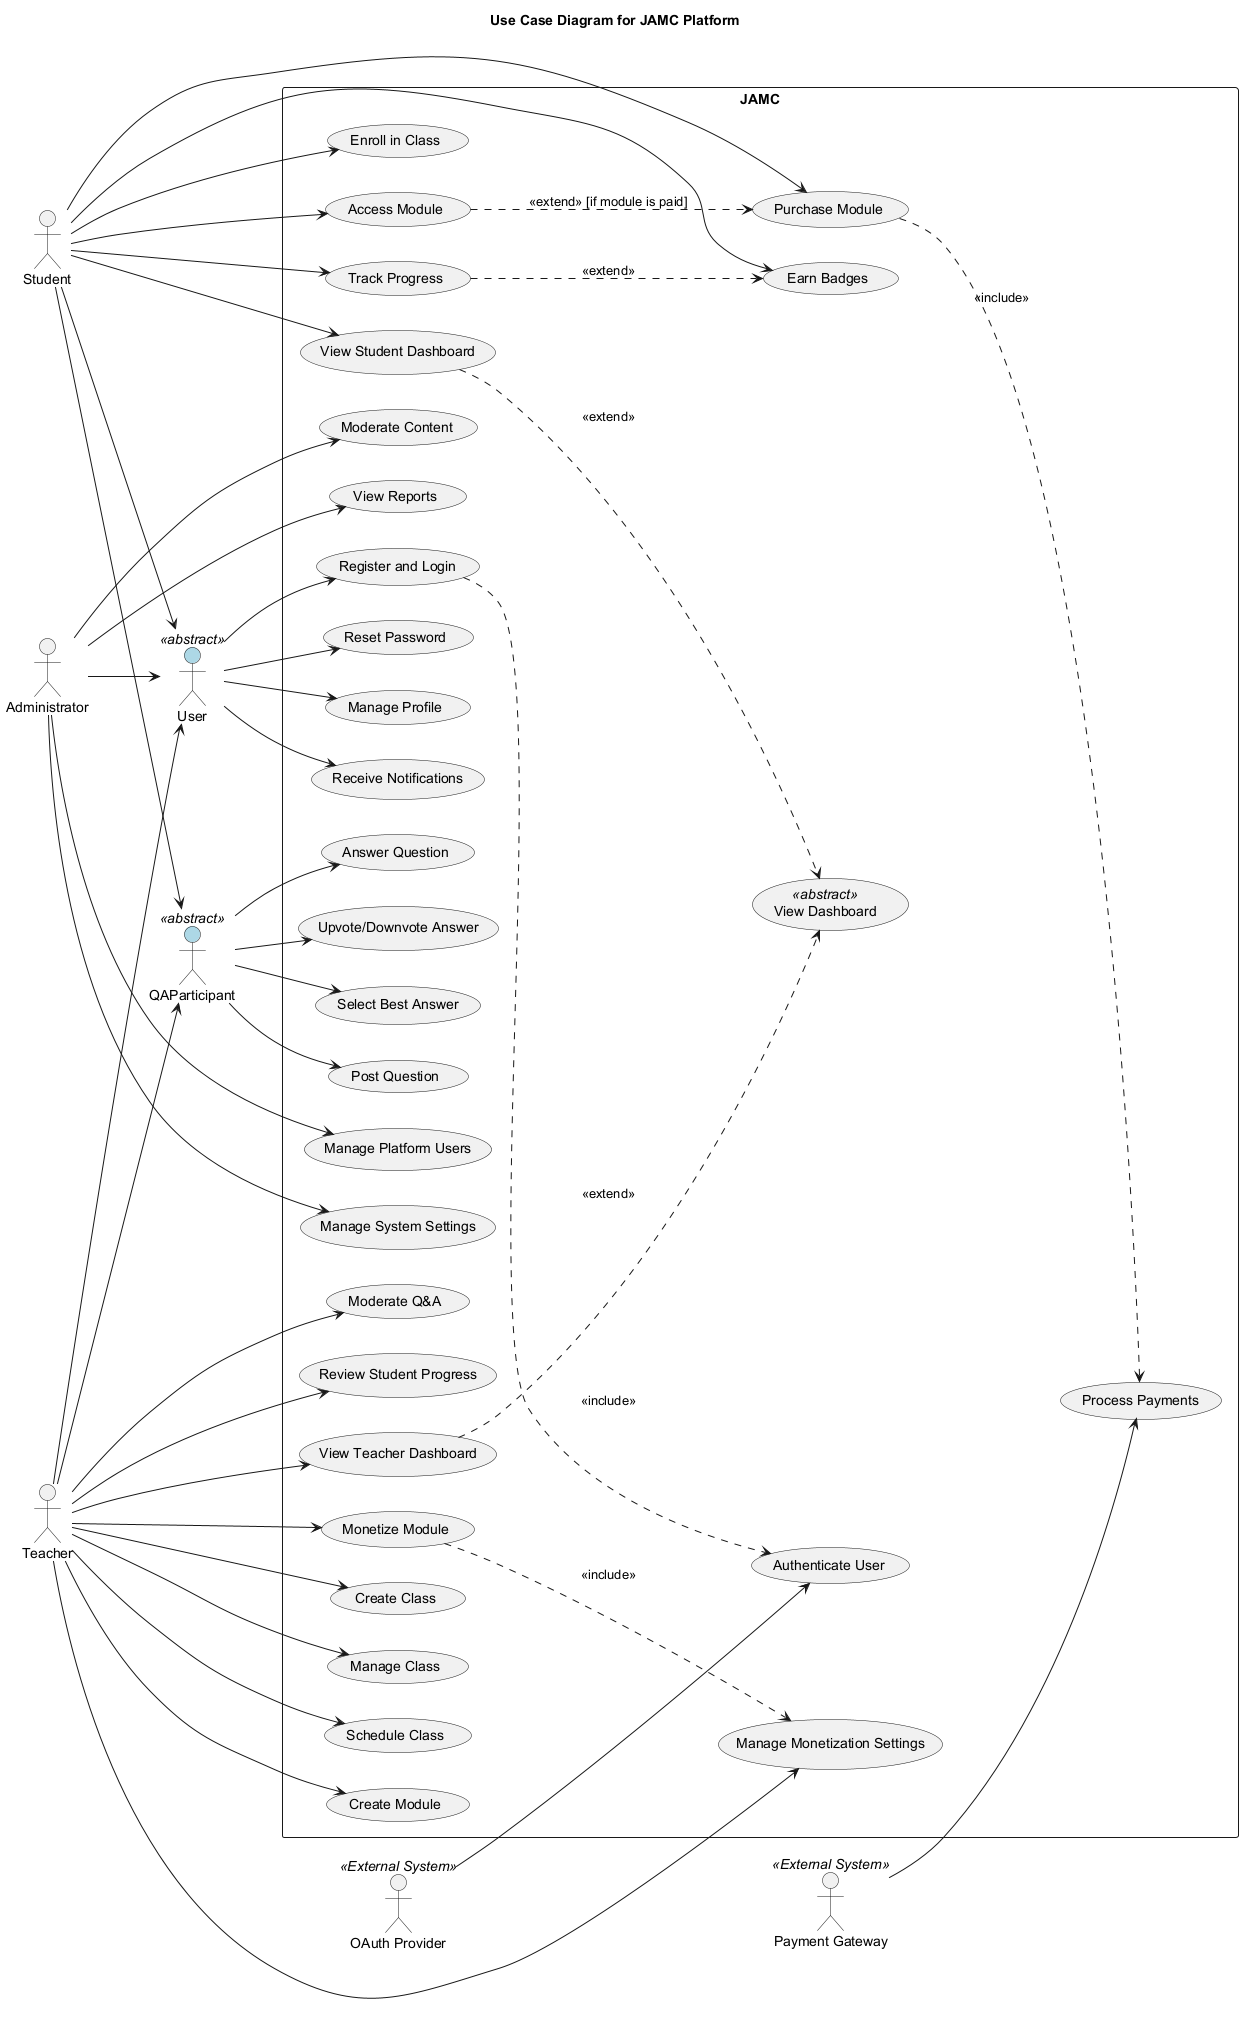 Use Case Diagram for JAMC Platform
JAMC
Enroll in Class
Access Module
«extend» [if module is paid]
Purchase Module
Student
Track Progress
«extend»
Earn Badges
«include»
View Student Dashboard
«extend»
Moderate Content
View Reports
Register and Login
Reset Password
«abstract»
User
Administrator
Manage Profile
Receive Notifications
Answer Question
«abstract»
View Dashboard
«abstract»
QAParticipant
Upvote/Downvote Answer
Select Best Answer
Post Question
Manage Platform Users
«extend»
Manage System Settings
Moderate Q&A
Review Student Progress
«include»
Process Payments
View Teacher Dashboard
Monetize Module
Teacher
«include»
Authenticate User
Create Class
Manage Class
Schedule Class
Manage Monetization Settings
Create Module
«External System»
OAuth Provider
«External System»
Payment Gateway